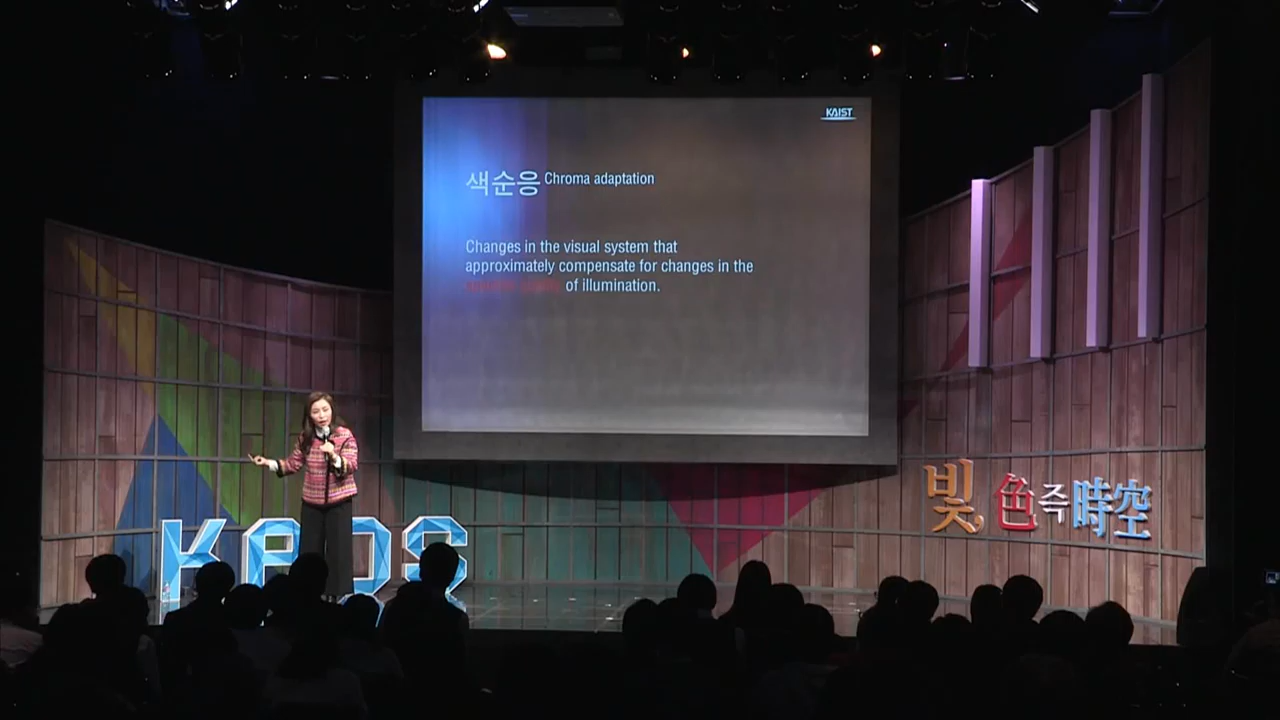 KAIST
색순응 Chroma adaptation
Changes in the visual system that
approximately compensate for changes in the
of illumination.
빛, 色즉時空
KAOS